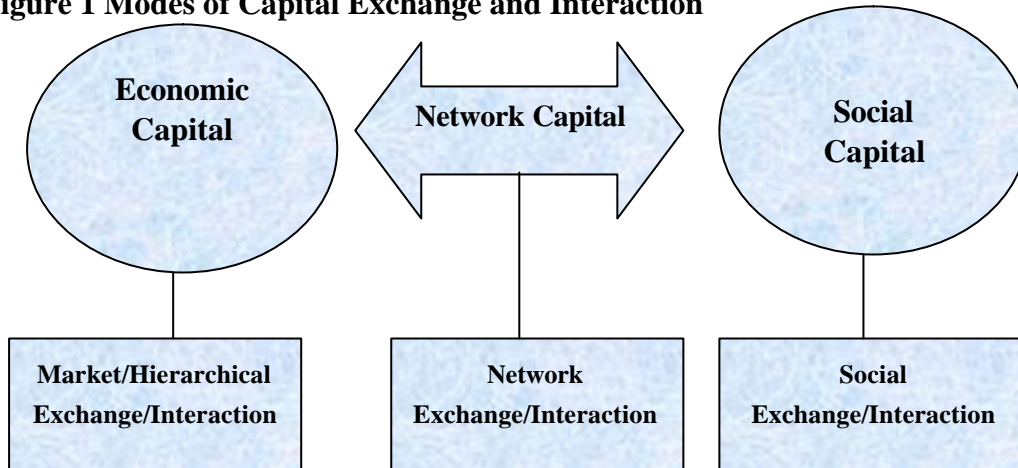 igure 1 Modes of Capital Exchange and Interaction
Economic
Capital
Network Capital
Social
Capital
Market/Hierarchical
Exchange/Interaction
Network
Exchange/Interaction
Social
Exchange/Interaction